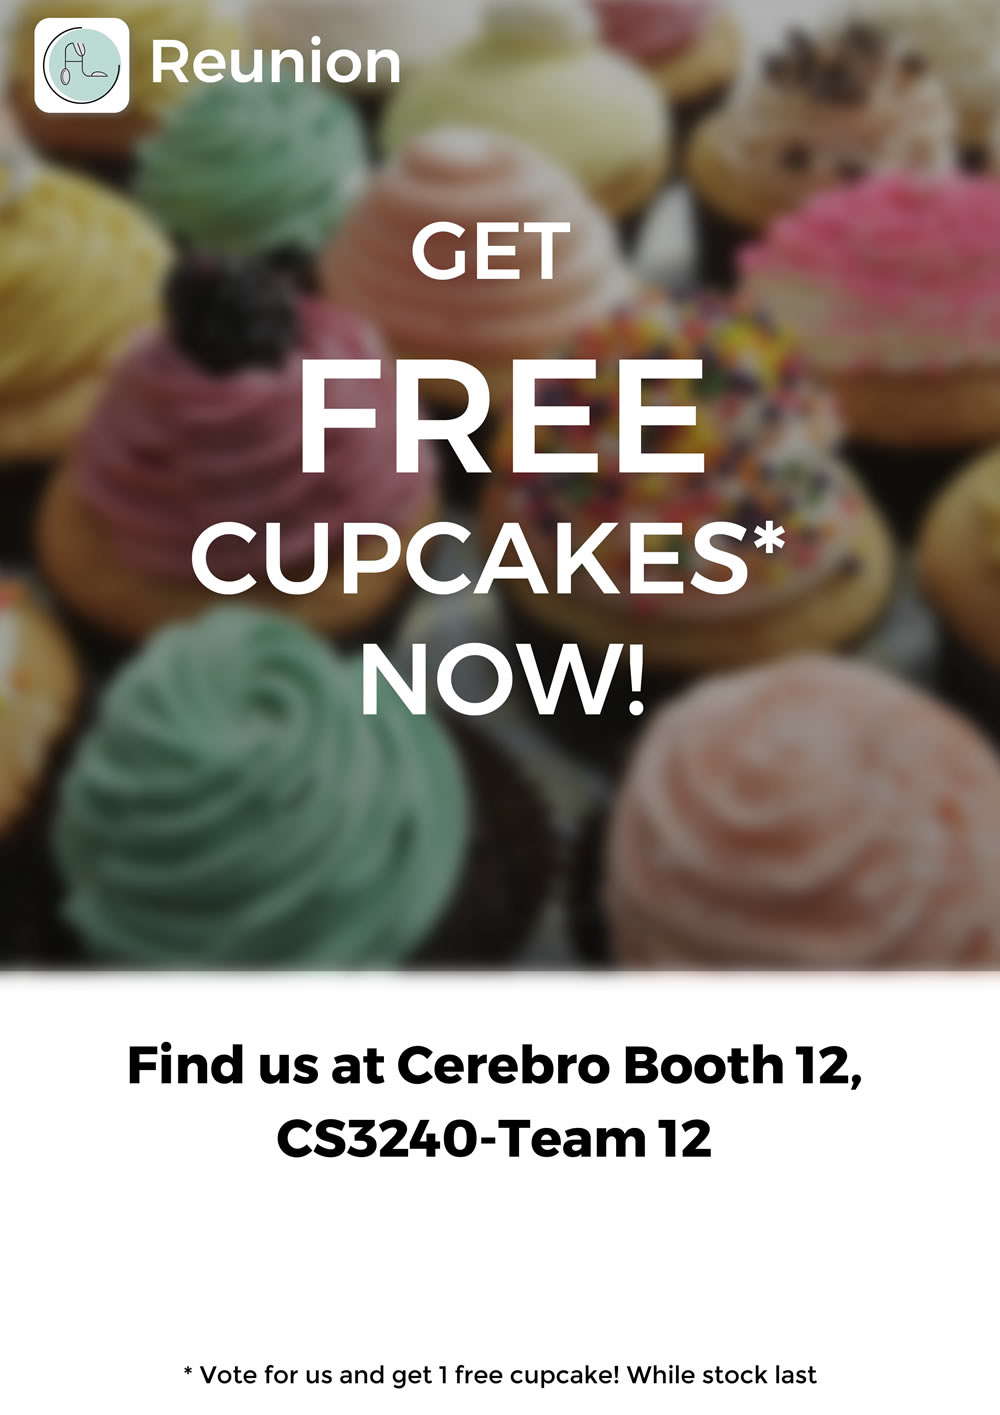 Reunion
GET
FREE
CUPCAKES*
NOW!
Find us at Cerebro Booth 12,
CS3240-Team 12
* Vote for us and get 1 free cupcake! While stock last